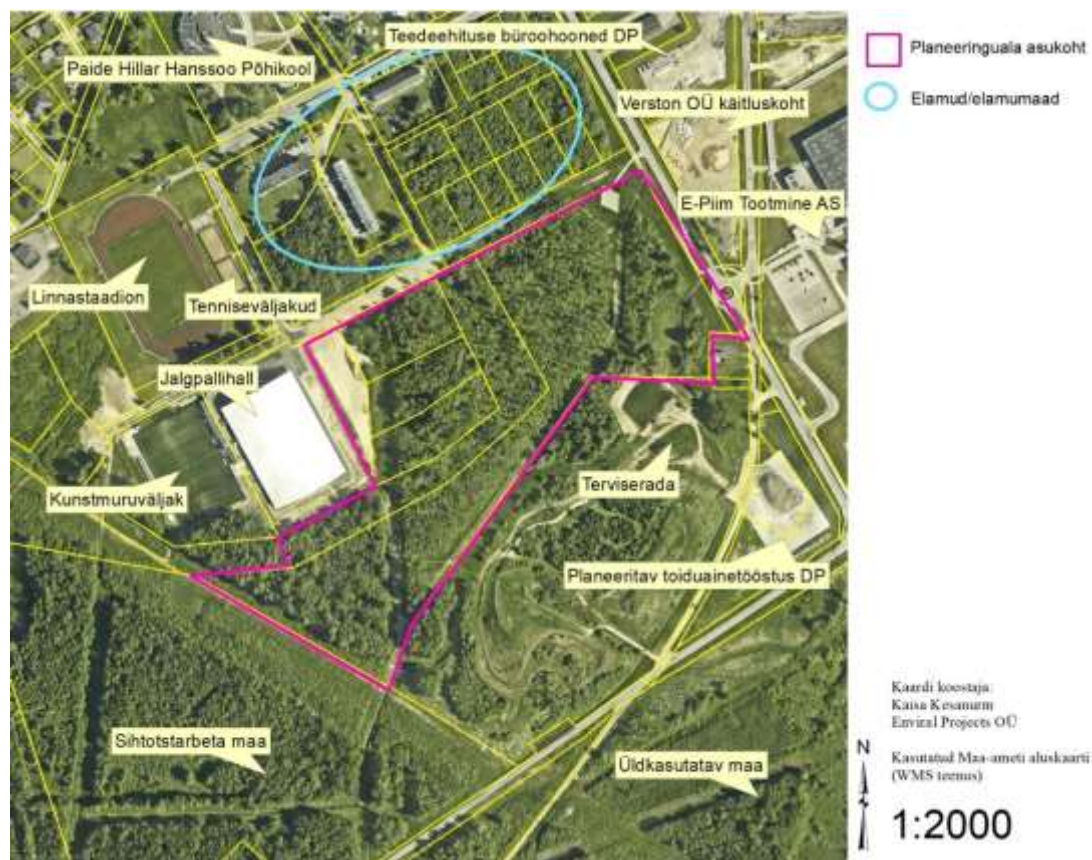 Teedeehituse büroohooned DP
Paide Hillar Hanssoo Põhikool
Verston OÜ käitluskoht
E-Piim Tootmine AS
Linnastaadion
Tenniseväljakud
Jalgpallihall
Kunstmuruväljak
Terviserada
Planeeritav toiduainetööstus DP
Sihtotstarbeta maa
Üldkasutatav maa
Planeeringuala asukoht
Elamud/elamumaad
Kaardi koostaja:
Kaisa Kesanurm
Enviral Projects OÜ
N
Kasutatud Maa-ameti aluskaarti
(WMS teenus)
1:2000